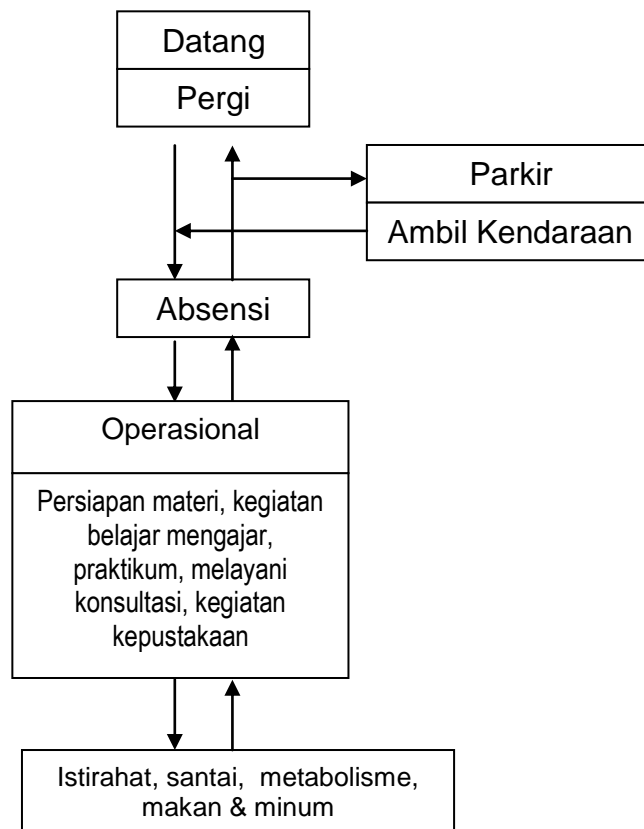 Datang
Pergi
Parkir
Ambil Kendaraan
Absensi
Operasional
Persiapan materi, kegiatan
belajar mengajar,
praktikum, melayani
konsultasi, kegiatan
kepustakaan
Istirahat, santai, metabolisme,
makan & minum